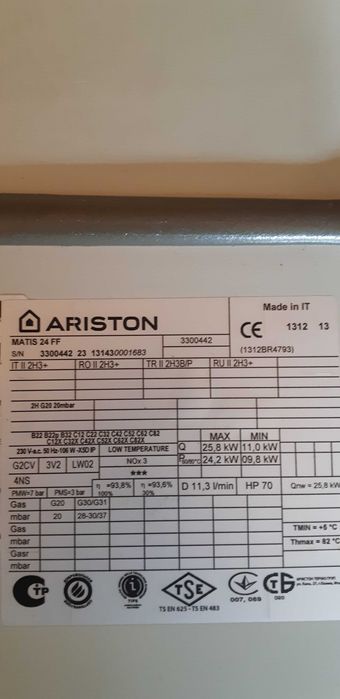 Made in IT
ARISTON
MATIS 24 FF
3300442
CE 1312 13
S/N 3300442 23 131430001683
(1312BR4793)
IT II 2H3+ RO II 2H3+ TR II 2H3B/P RU II 2H3+
2H G20 20mbar
B22 B22p B32 C12 C22 C32 C42 C52 C62 C82
C12X C32X C42X C52X C62X C82X
MAX MIN
230 V~a.c. 50 Hz-106 W -X5D IP LOW TEMPERATURE
Q 25,8 kW 11,0 kW
G2CV 3V2 LW02 NOx 3
P 24,2 kW 09,8 kW
4NS ***
PMW=7 bar PMS=3 bar η =93,8% 100% η =93,6% 30%
D 11,3 l/min HP 70 Qnw = 25,8 kW
Gas G20 G30/G31
mbar 20 28-30/37
Gas
mbar
TMIN = +5 °C
Gasr
Thmax = 82 °C
mbar
TP
TSE
TS EN 625 - TS EN 483
007, 069
020